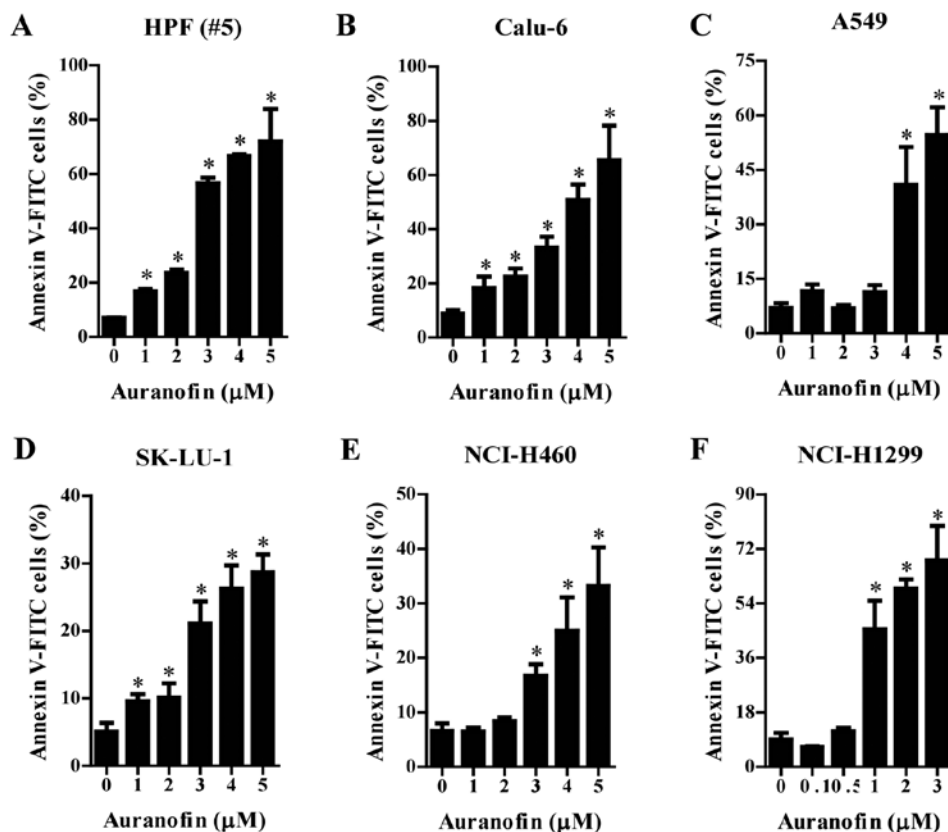 A
HPF (#5)
Annexin V-FITC cells (%)
100
80
60
40
20
0
*
*
*
*
*
0 1 2 3 4 5
Auranofin (μM)
B
Calu-6
Annexin V-FITC cells (%)
100
80
60
40
20
0
*
*
*
*
*
0 1 2 3 4 5
Auranofin (μM)
C
A549
Annexin V-FITC cells (%)
75
60
45
30
15
0
*
*
0 1 2 3 4 5
Auranofin (μM)
D
SK-LU-1
Annexin V-FITC cells (%)
40
30
20
10
0
*
*
*
*
*
0 1 2 3 4 5
Auranofin (μM)
E
NCI-H460
Annexin V-FITC cells (%)
50
40
30
20
10
0
*
*
*
0 1 2 3 4 5
Auranofin (μM)
F
NCI-H1299
Annexin V-FITC cells (%)
90
72
54
36
18
0
*
*
*
0 0.1 0.5 1 2 3
Auranofin (μM)